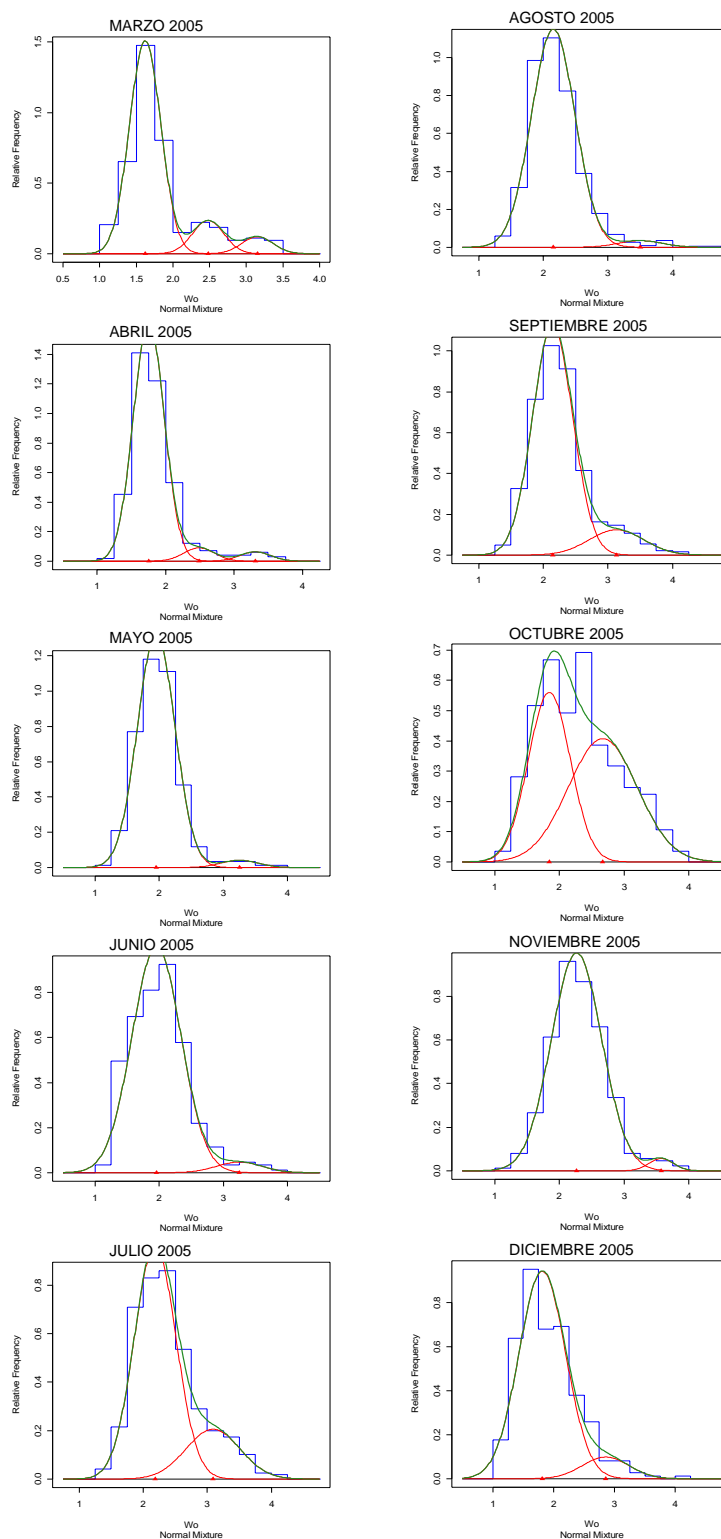 MARZO 2005
1.5
1.0
0.5
0.0
Relative Frequency
0.5 1.0 1.5 2.0 2.5 3.0 3.5 4.0
Wo
Normal Mixture
ABRIL 2005
1.4
1.2
1.0
0.8
0.6
0.4
0.2
0.0
Relative Frequency
1 2 3 4
Wo
Normal Mixture
MAYO 2005
1.2
1.0
0.8
0.6
0.4
0.2
0.0
Relative Frequency
1 2 3 4
Wo
Normal Mixture
JUNIO 2005
0.8
0.6
0.4
0.2
0.0
Relative Frequency
1 2 3 4
Wo
Normal Mixture
JULIO 2005
0.8
0.6
0.4
0.2
0.0
Relative Frequency
1 2 3 4
Wo
Normal Mixture
AGOSTO 2005
1.0
0.8
0.6
0.4
0.2
0.0
Relative Frequency
1 2 3 4
Wo
Normal Mixture
SEPTIEMBRE 2005
1.0
0.8
0.6
0.4
0.2
0.0
Relative Frequency
1 2 3 4
Wo
Normal Mixture
OCTUBRE 2005
0.7
0.6
0.5
0.4
0.3
0.2
0.1
0.0
Relative Frequency
1 2 3 4
Wo
Normal Mixture
NOVIEMBRE 2005
0.8
0.6
0.4
0.2
0.0
Relative Frequency
1 2 3 4
Wo
Normal Mixture
DICIEMBRE 2005
0.8
0.6
0.4
0.2
0.0
Relative Frequency
1 2 3 4
Wo
Normal Mixture